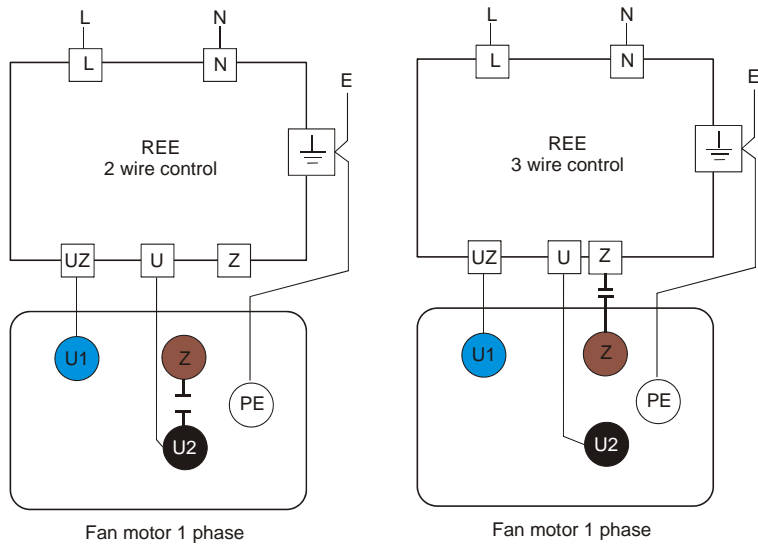 L N
L N
E
REE
2 wire control
UZ U Z
U1 Z
PE
U2
Fan motor 1 phase
L N
L N
E
REE
3 wire control
UZ U Z
U1 Z
PE
U2
Fan motor 1 phase